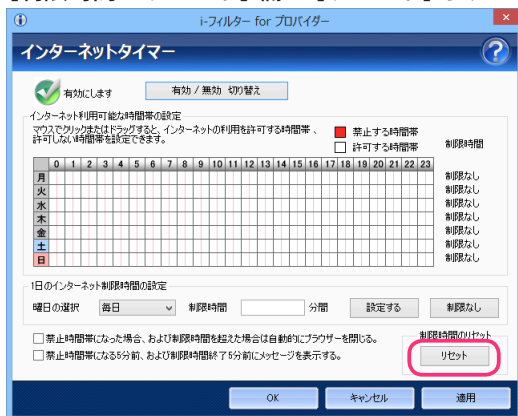 i-フィルター for プロバイダー
インターネットタイマー
有効にします
有効 / 無効 切り替え
インターネット利用可能な時間帯の設定
マウスでクリックまたはドラッグすると、インターネットの利用を許可する時間帯、
許可しない時間帯を設定できます。
禁止する時間帯
許可する時間帯
制限時間
0 1 2 3 4 5 6 7 8 9 10 11 12 13 14 15 16 17 18 19 20 21 22 23
月 制限なし
火 制限なし
水 制限なし
木 制限なし
金 制限なし
土 制限なし
日 制限なし
1日のインターネット制限時間の設定
曜日の選択 毎日 制限時間 分間 設定する 制限なし
禁止時間帯になった場合、および制限時間を超えた場合は自動的にブラウザーを閉じる。
禁止時間帯になる5分前、および制限時間終了5分前にメッセージを表示する。
制限時間のリセット
リセット
OK キャンセル 適用